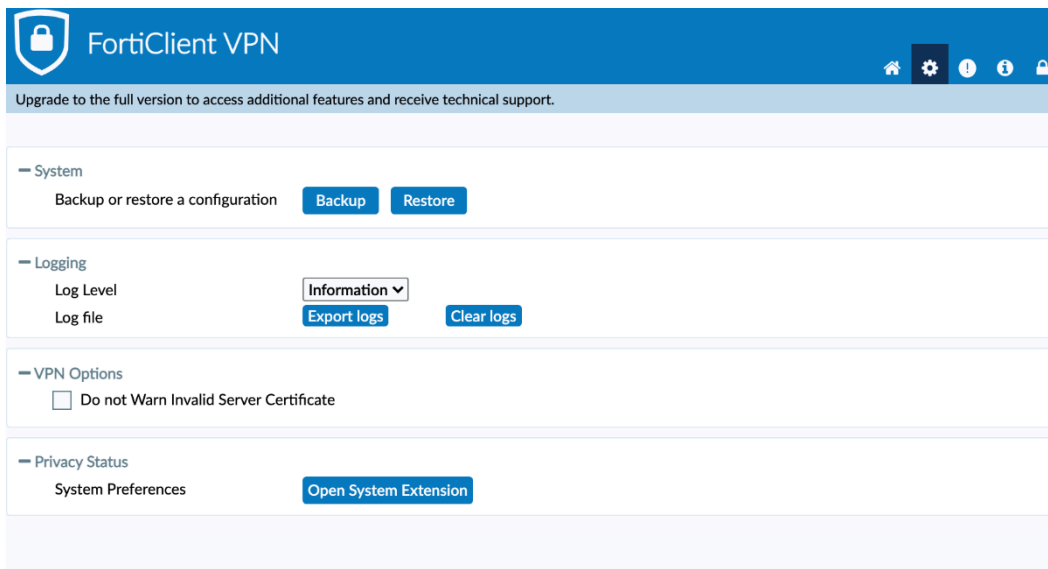 FortiClient VPN
Upgrade to the full version to access additional features and receive technical support.
System
Backup or restore a configuration Backup Restore
Logging
Log Level Information
Log file Export logs Clear logs
VPN Options
Do not Warn Invalid Server Certificate
Privacy Status
System Preferences Open System Extension